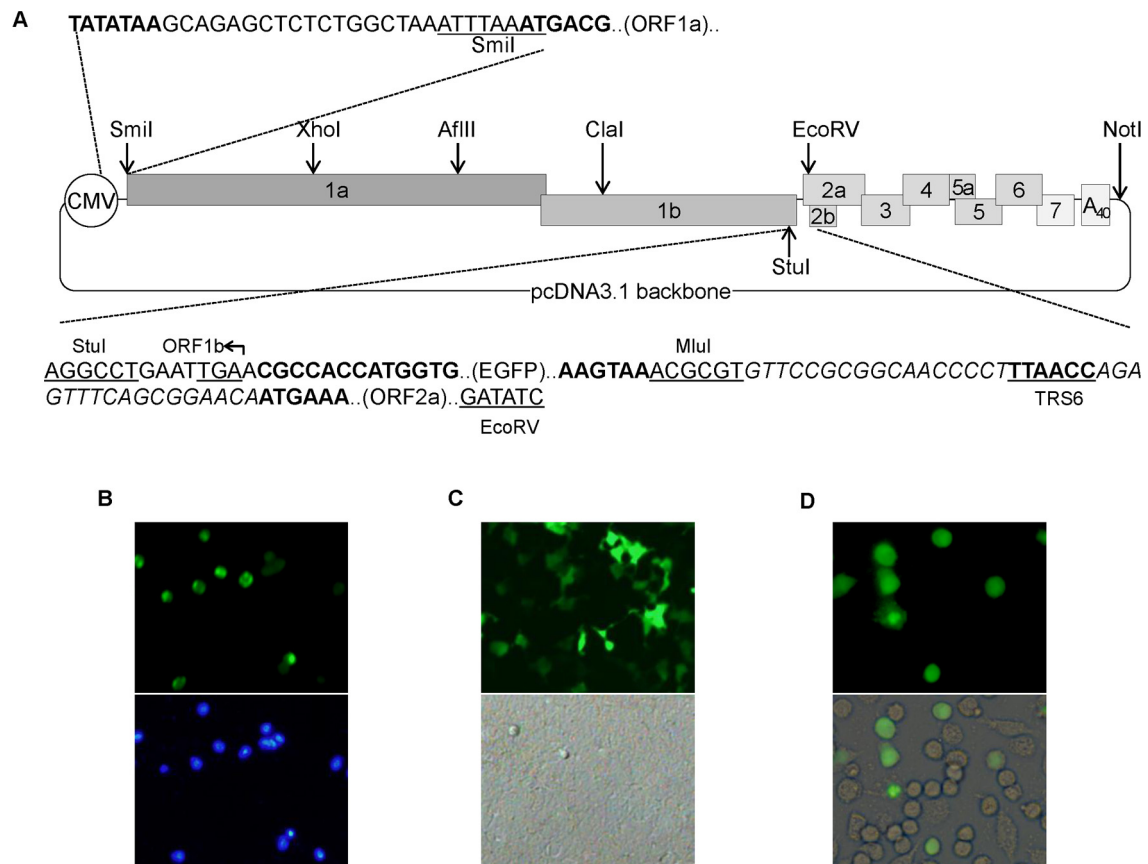 A
TATATAAGCAGAGCTCTCTGGCTAAATTTAAATGACG..(ORF1a)..
SmiI
SmiI XhoI AflII ClaI EcoRV NotI
CMV 1a 1b 2a 2b 3 4 5a 5 6 7 A40
StuI
pcDNA3.1 backbone
StuI ORF1b MluI
AGGCCTGAATTGAACGCCACCATGGTG..(EGFP)..AAGTAAACGCGTGTTCCGCGGCAACCCCTTTAACCAGA
GTTTCAGCGGAACAATGAAA..(ORF2a)..GATATC TRS6
EcoRV
B C D